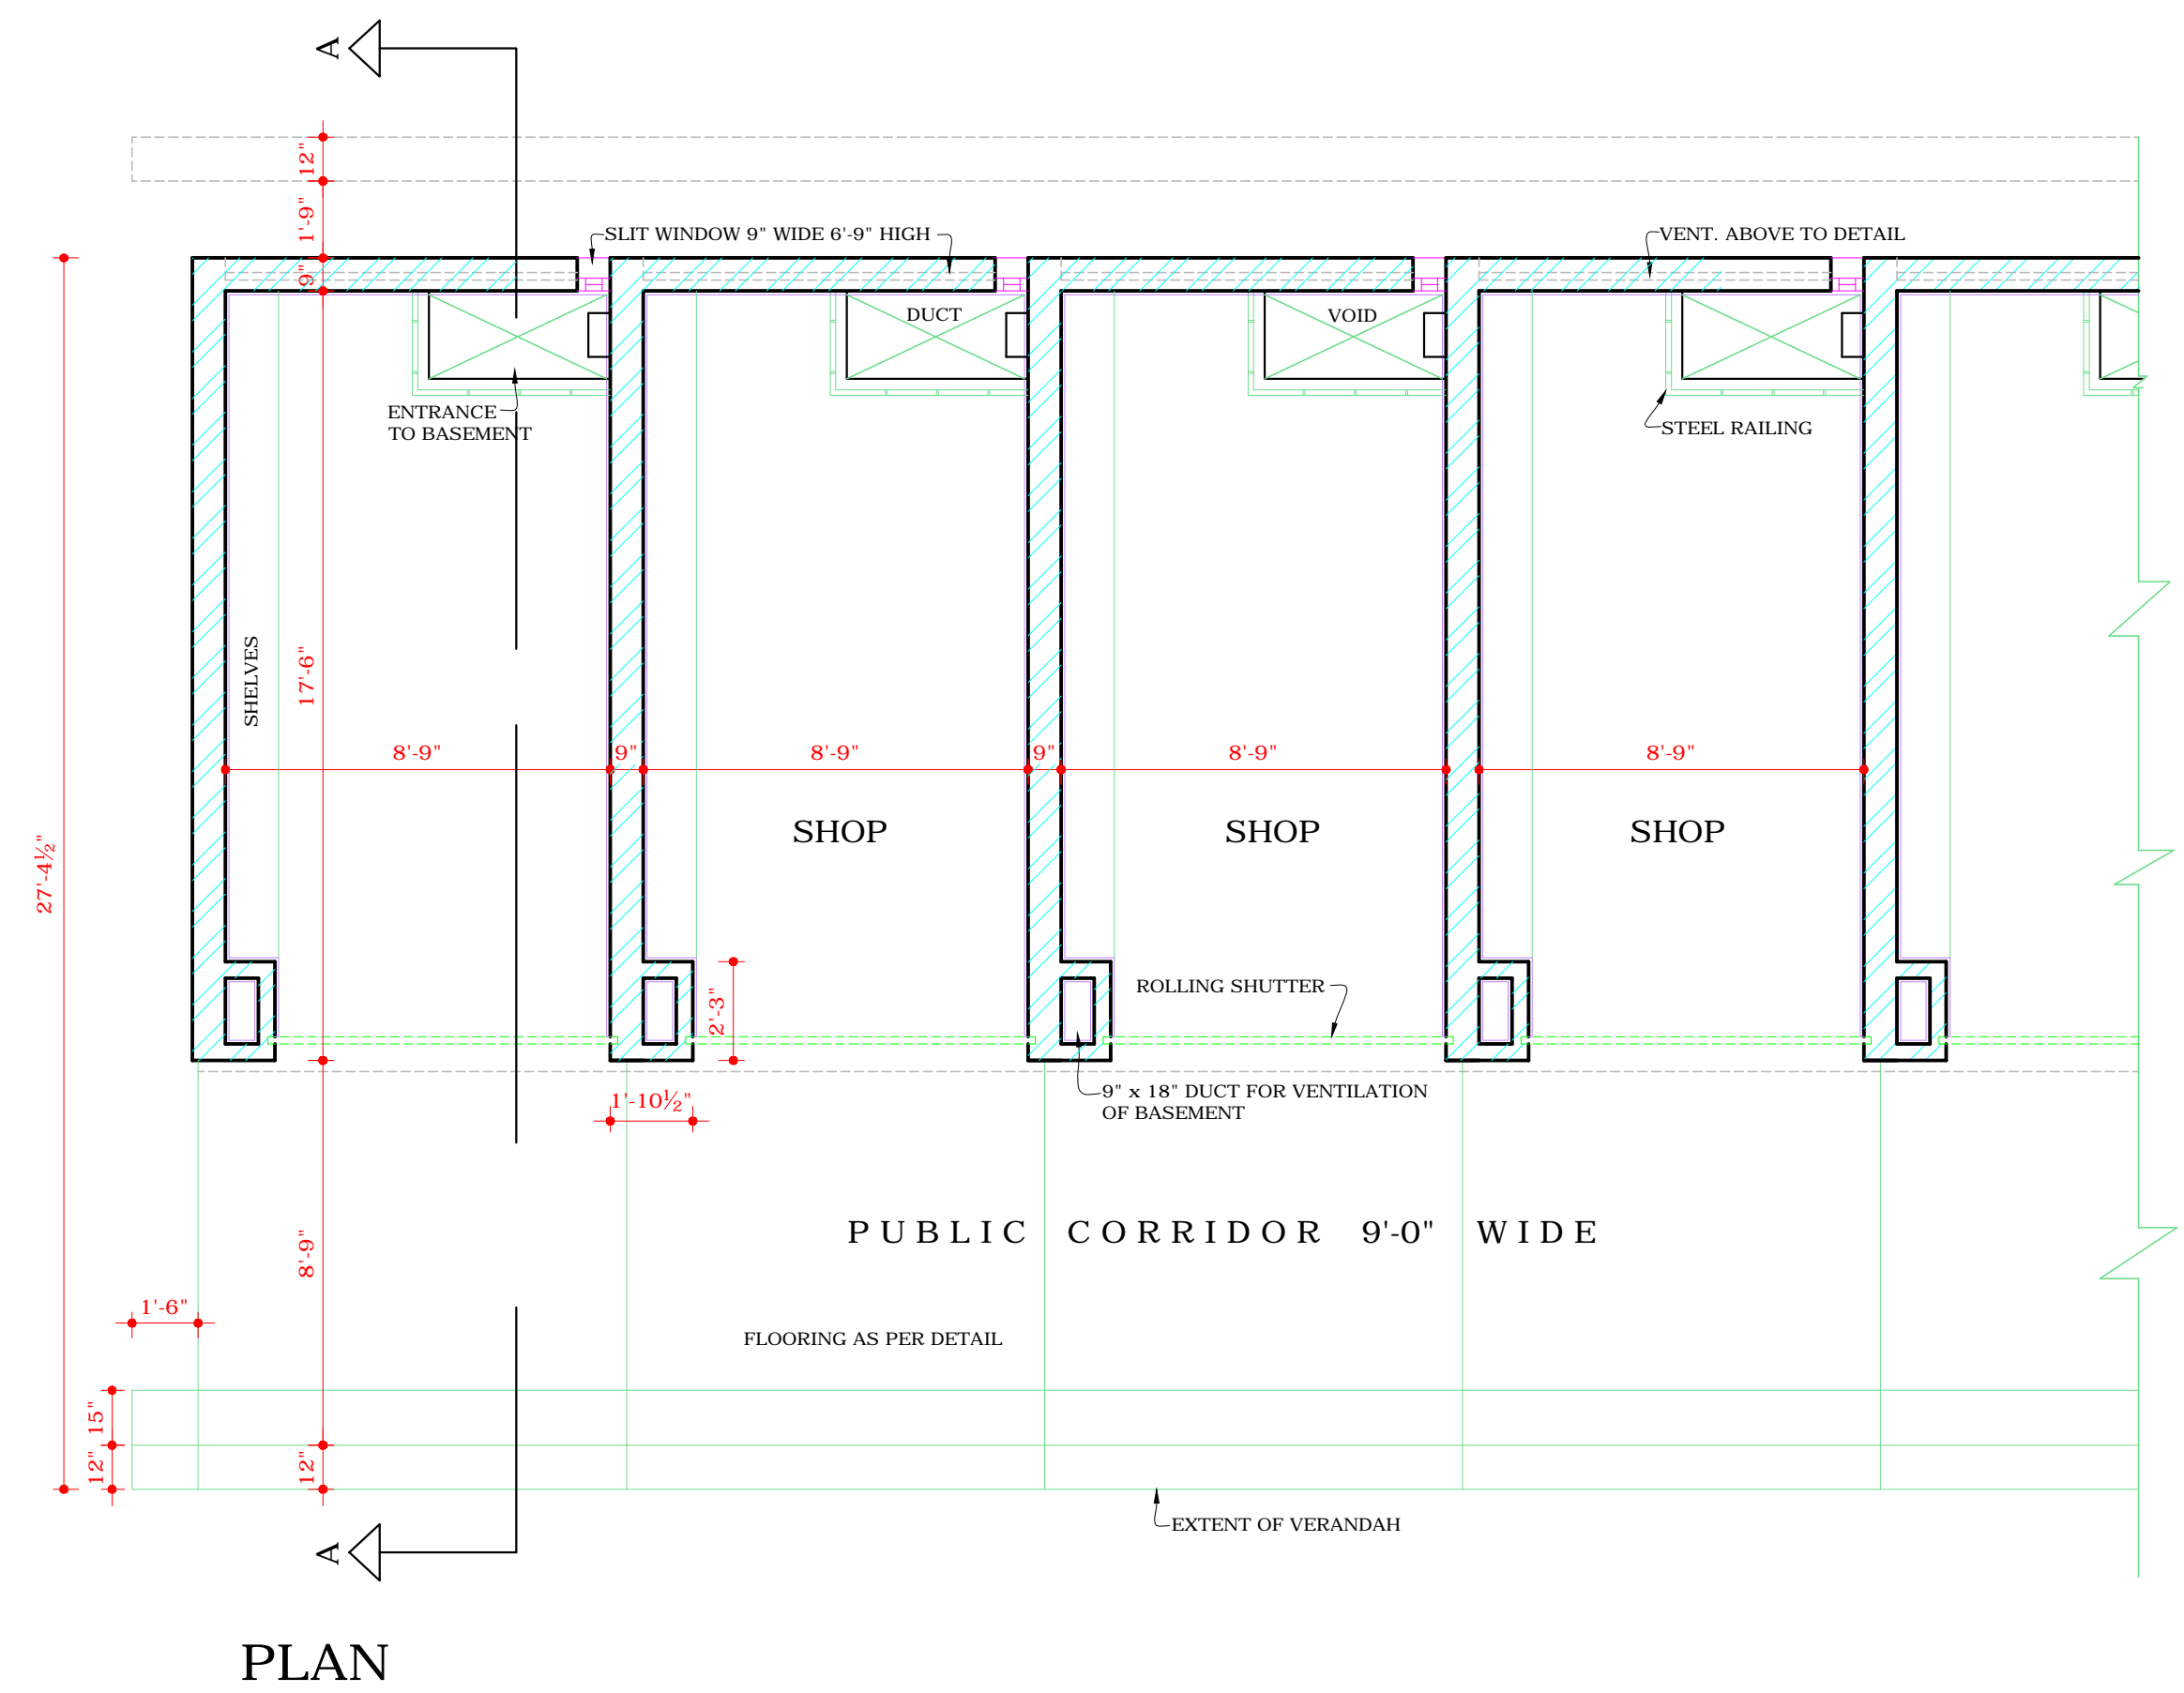 A
12"
1'-9"
SLIT WINDOW 9" WIDE 6'-9" HIGH
VENT. ABOVE TO DETAIL
9"
DUCT
VOID
ENTRANCE
TO BASEMENT
STEEL RAILING
SHELVES
17'-6"
8'-9"
9"
8'-9"
9"
8'-9"
8'-9"
SHOP
SHOP
SHOP
27'-4½"
ROLLING SHUTTER
2'-3"
1'-10½"
9" x 18" DUCT FOR VENTILATION
OF BASEMENT
PUBLIC CORRIDOR 9'-0" WIDE
8'-9"
1'-6"
FLOORING AS PER DETAIL
15"
12"
12"
EXTENT OF VERANDAH
A
PLAN